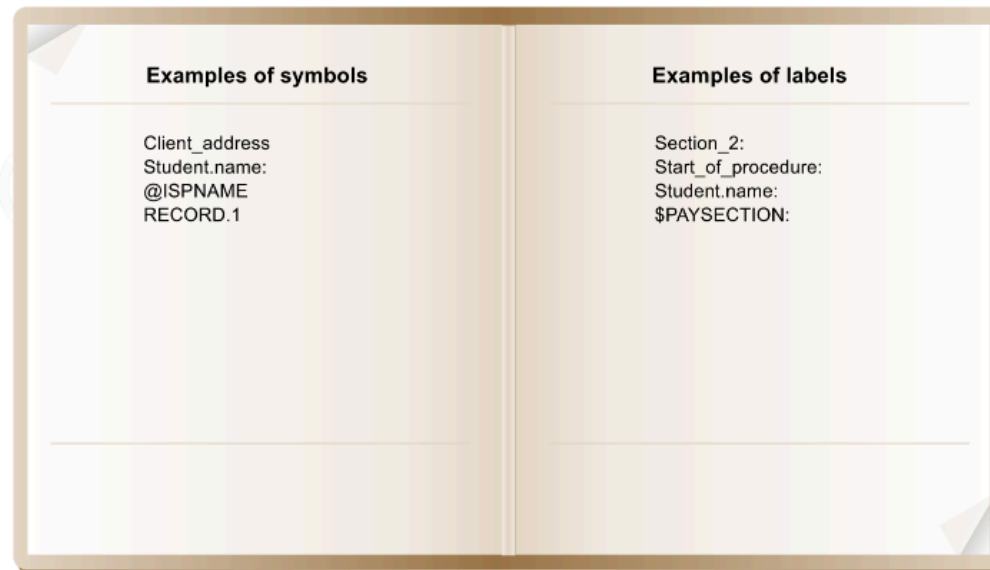 Examples of symbols
Client_address
Student.name:
@ISPNAME
RECORD.1
Examples of labels
Section_2:
Start_of_procedure:
Student.name:
$PAYSECTION: